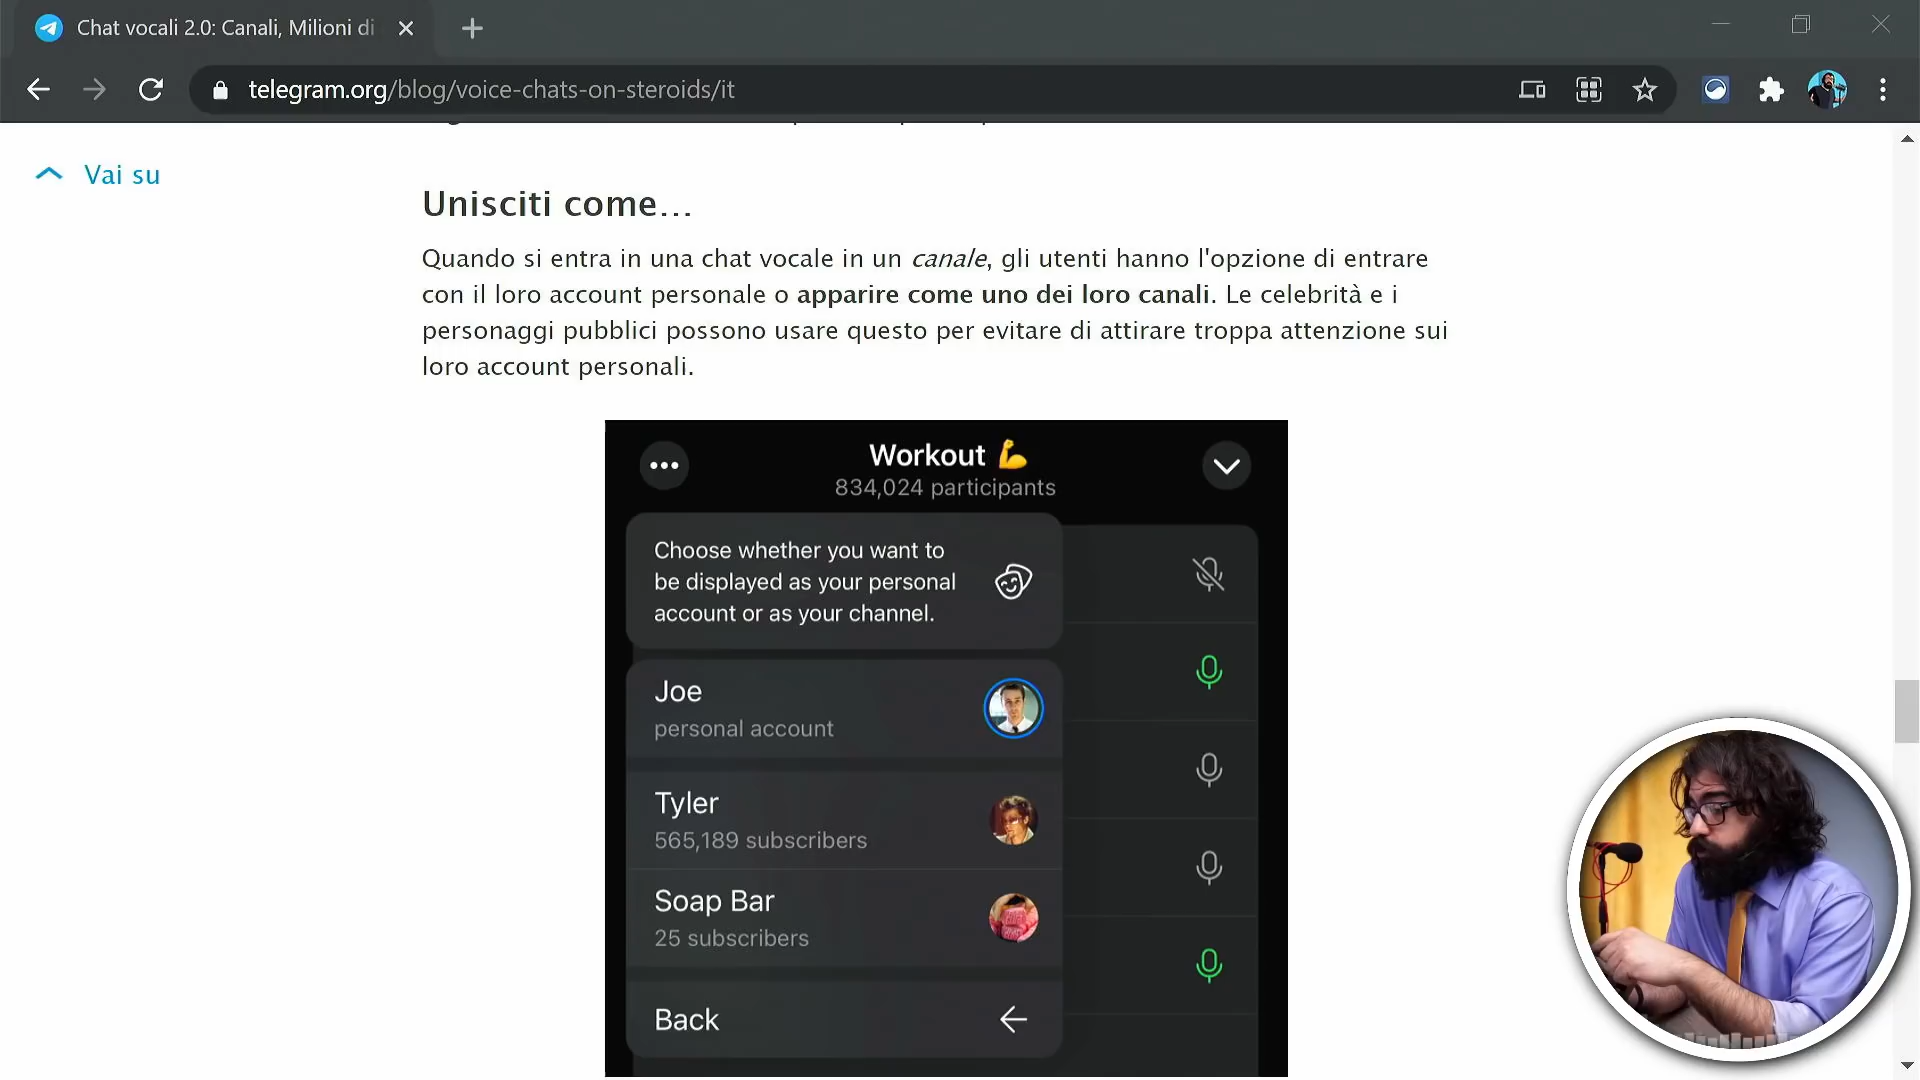 Chat vocali 2.0: Canali, Milioni di
telegram.org/blog/voice-chats-on-steroids/it
Vai su
Unisciti come...
Quando si entra in una chat vocale in un canale, gli utenti hanno l'opzione di entrare
con il loro account personale o apparire come uno dei loro canali. Le celebrità e i
personaggi pubblici possono usare questo per evitare di attirare troppa attenzione sui
loro account personali.
Workout 💪
834,024 participants
Choose whether you want to
be displayed as your personal
account or as your channel.
Joe
personal account
Tyler
565,189 subscribers
Soap Bar
25 subscribers
Back